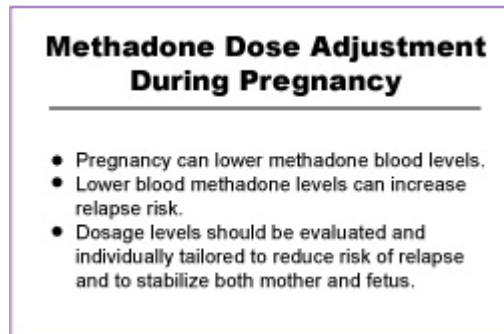 Methadone Dose Adjustment
During Pregnancy
● Pregnancy can lower methadone blood levels.
● Lower blood methadone levels can increase
relapse risk.
● Dosage levels should be evaluated and
individually tailored to reduce risk of relapse
and to stabilize both mother and fetus.